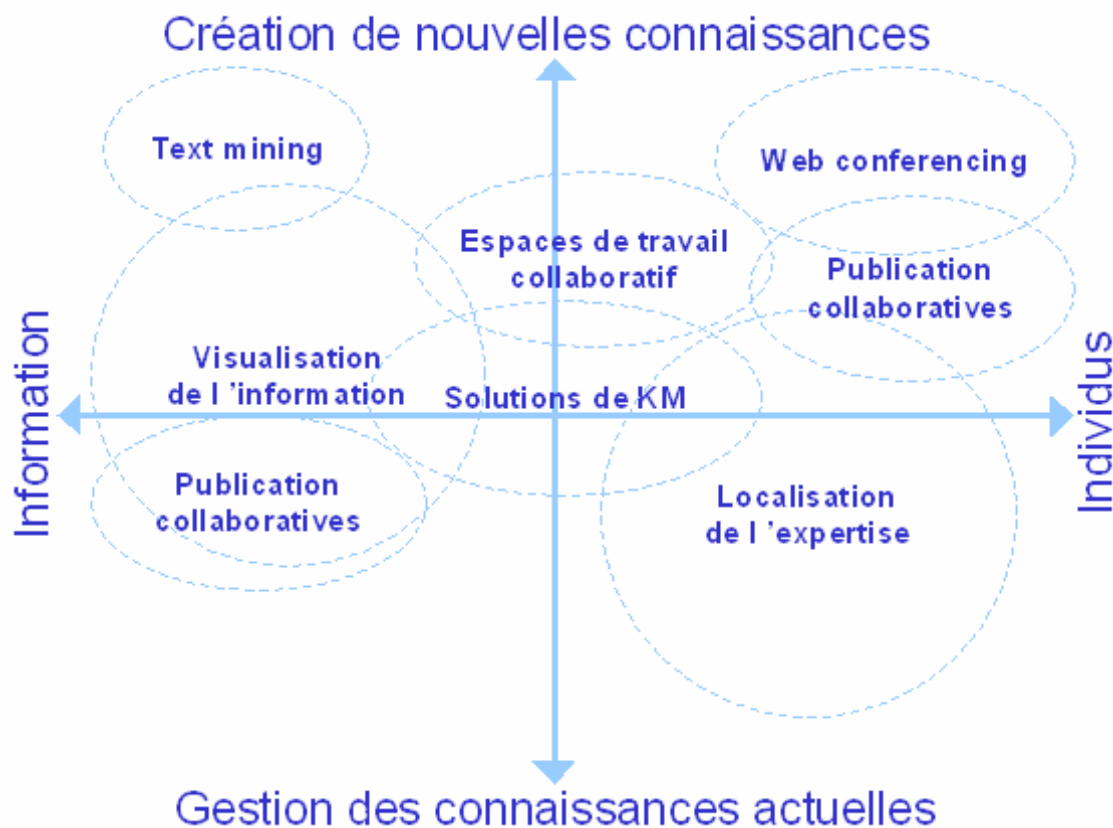 Création de nouvelles connaissances
Text mining
Web conferencing
Espaces de travail
collaboratif
Publication
collaboratives
Information
Visualisation
de l ’information
Solutions de KM
Individus
Publication
collaboratives
Localisation
de l ’expertise
Gestion des connaissances actuelles